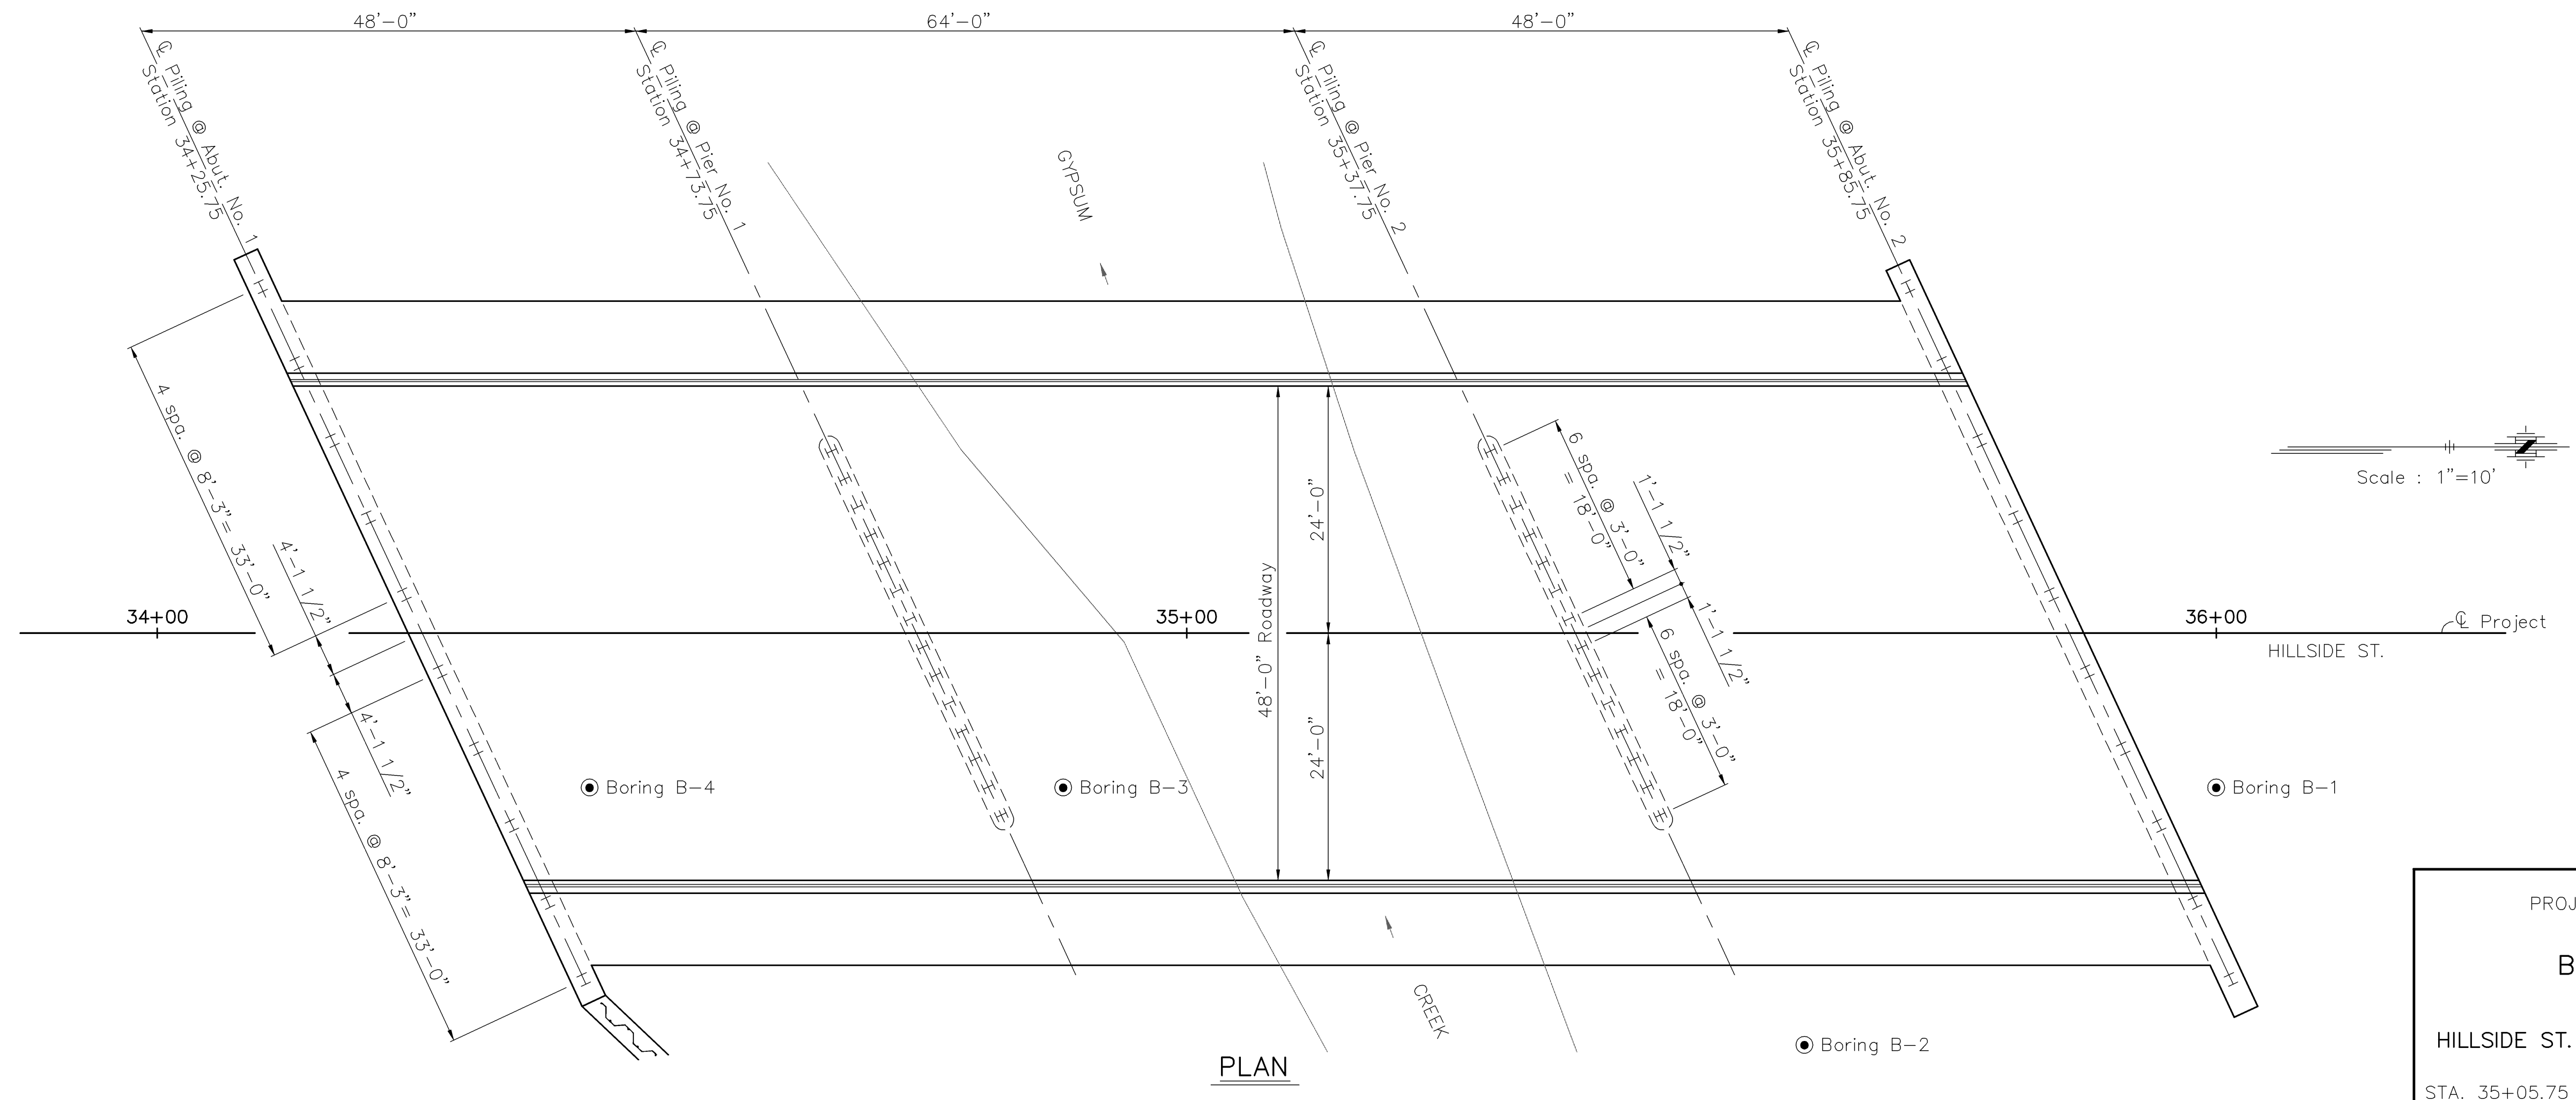 48'-0"
64'-0"
48'-0"
℄ Piling @ Abut. No. 1
Station 34+25.75
℄ Piling @ Pier No. 1
Station 34+73.75
℄ Piling @ Pier No. 2
Station 35+37.75
℄ Piling @ Abut. No. 2
Station 35+85.75
GYPSUM
4 spa. @ 8'-3"= 33'-0"
4'-1 1/2"
4'-1 1/2"
4 spa. @ 8'-3"= 33'-0"
6 spa. @ 3'-0"
= 18'-0"
1'-1 1/2"
1'-1 1/2"
6 spa. @ 3'-0"
= 18'-0"
24'-0"
48'-0" Roadway
24'-0"
Scale : 1"=10'
34+00
35+00
36+00
℄ Project
HILLSIDE ST.
Boring B-4
Boring B-3
Boring B-1
Boring B-2
CREEK
PLAN
PROJ
B
HILLSIDE ST.
STA. 35+05.75